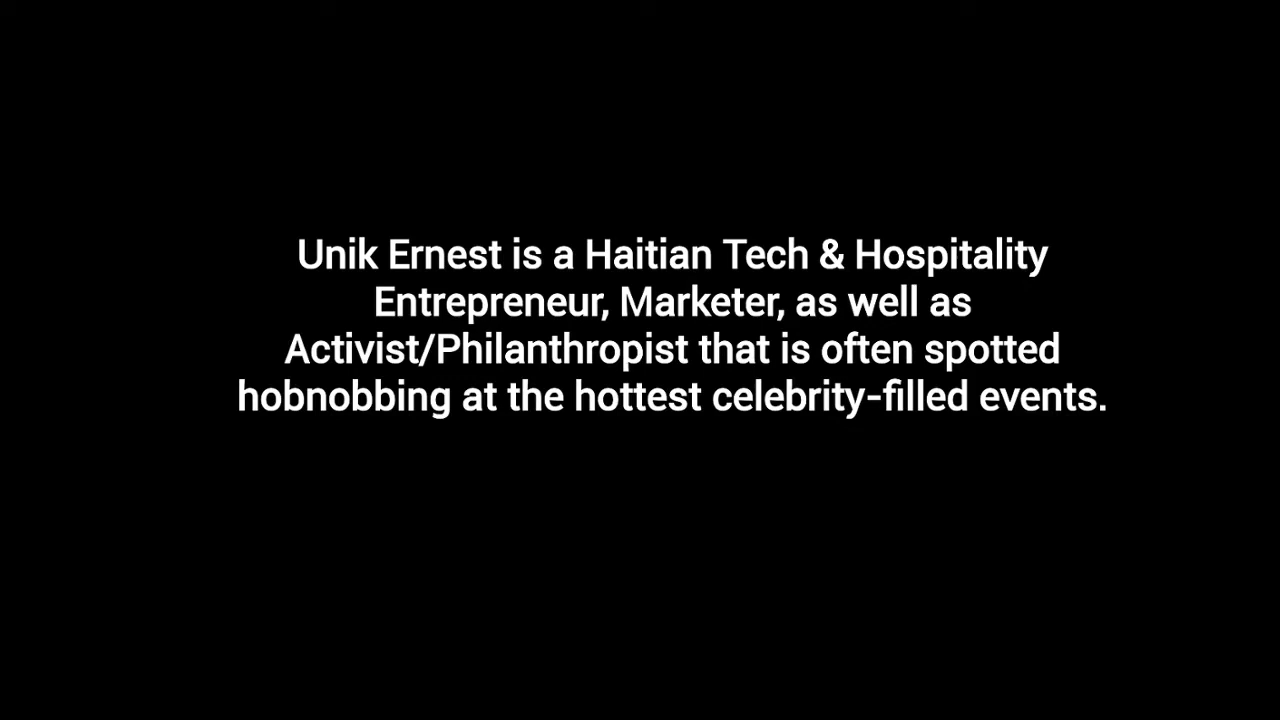 Unik Ernest is a Haitian Tech & Hospitality
Entrepreneur, Marketer, as well as
Activist/Philanthropist that is often spotted
hobnobbing at the hottest celebrity-filled events.